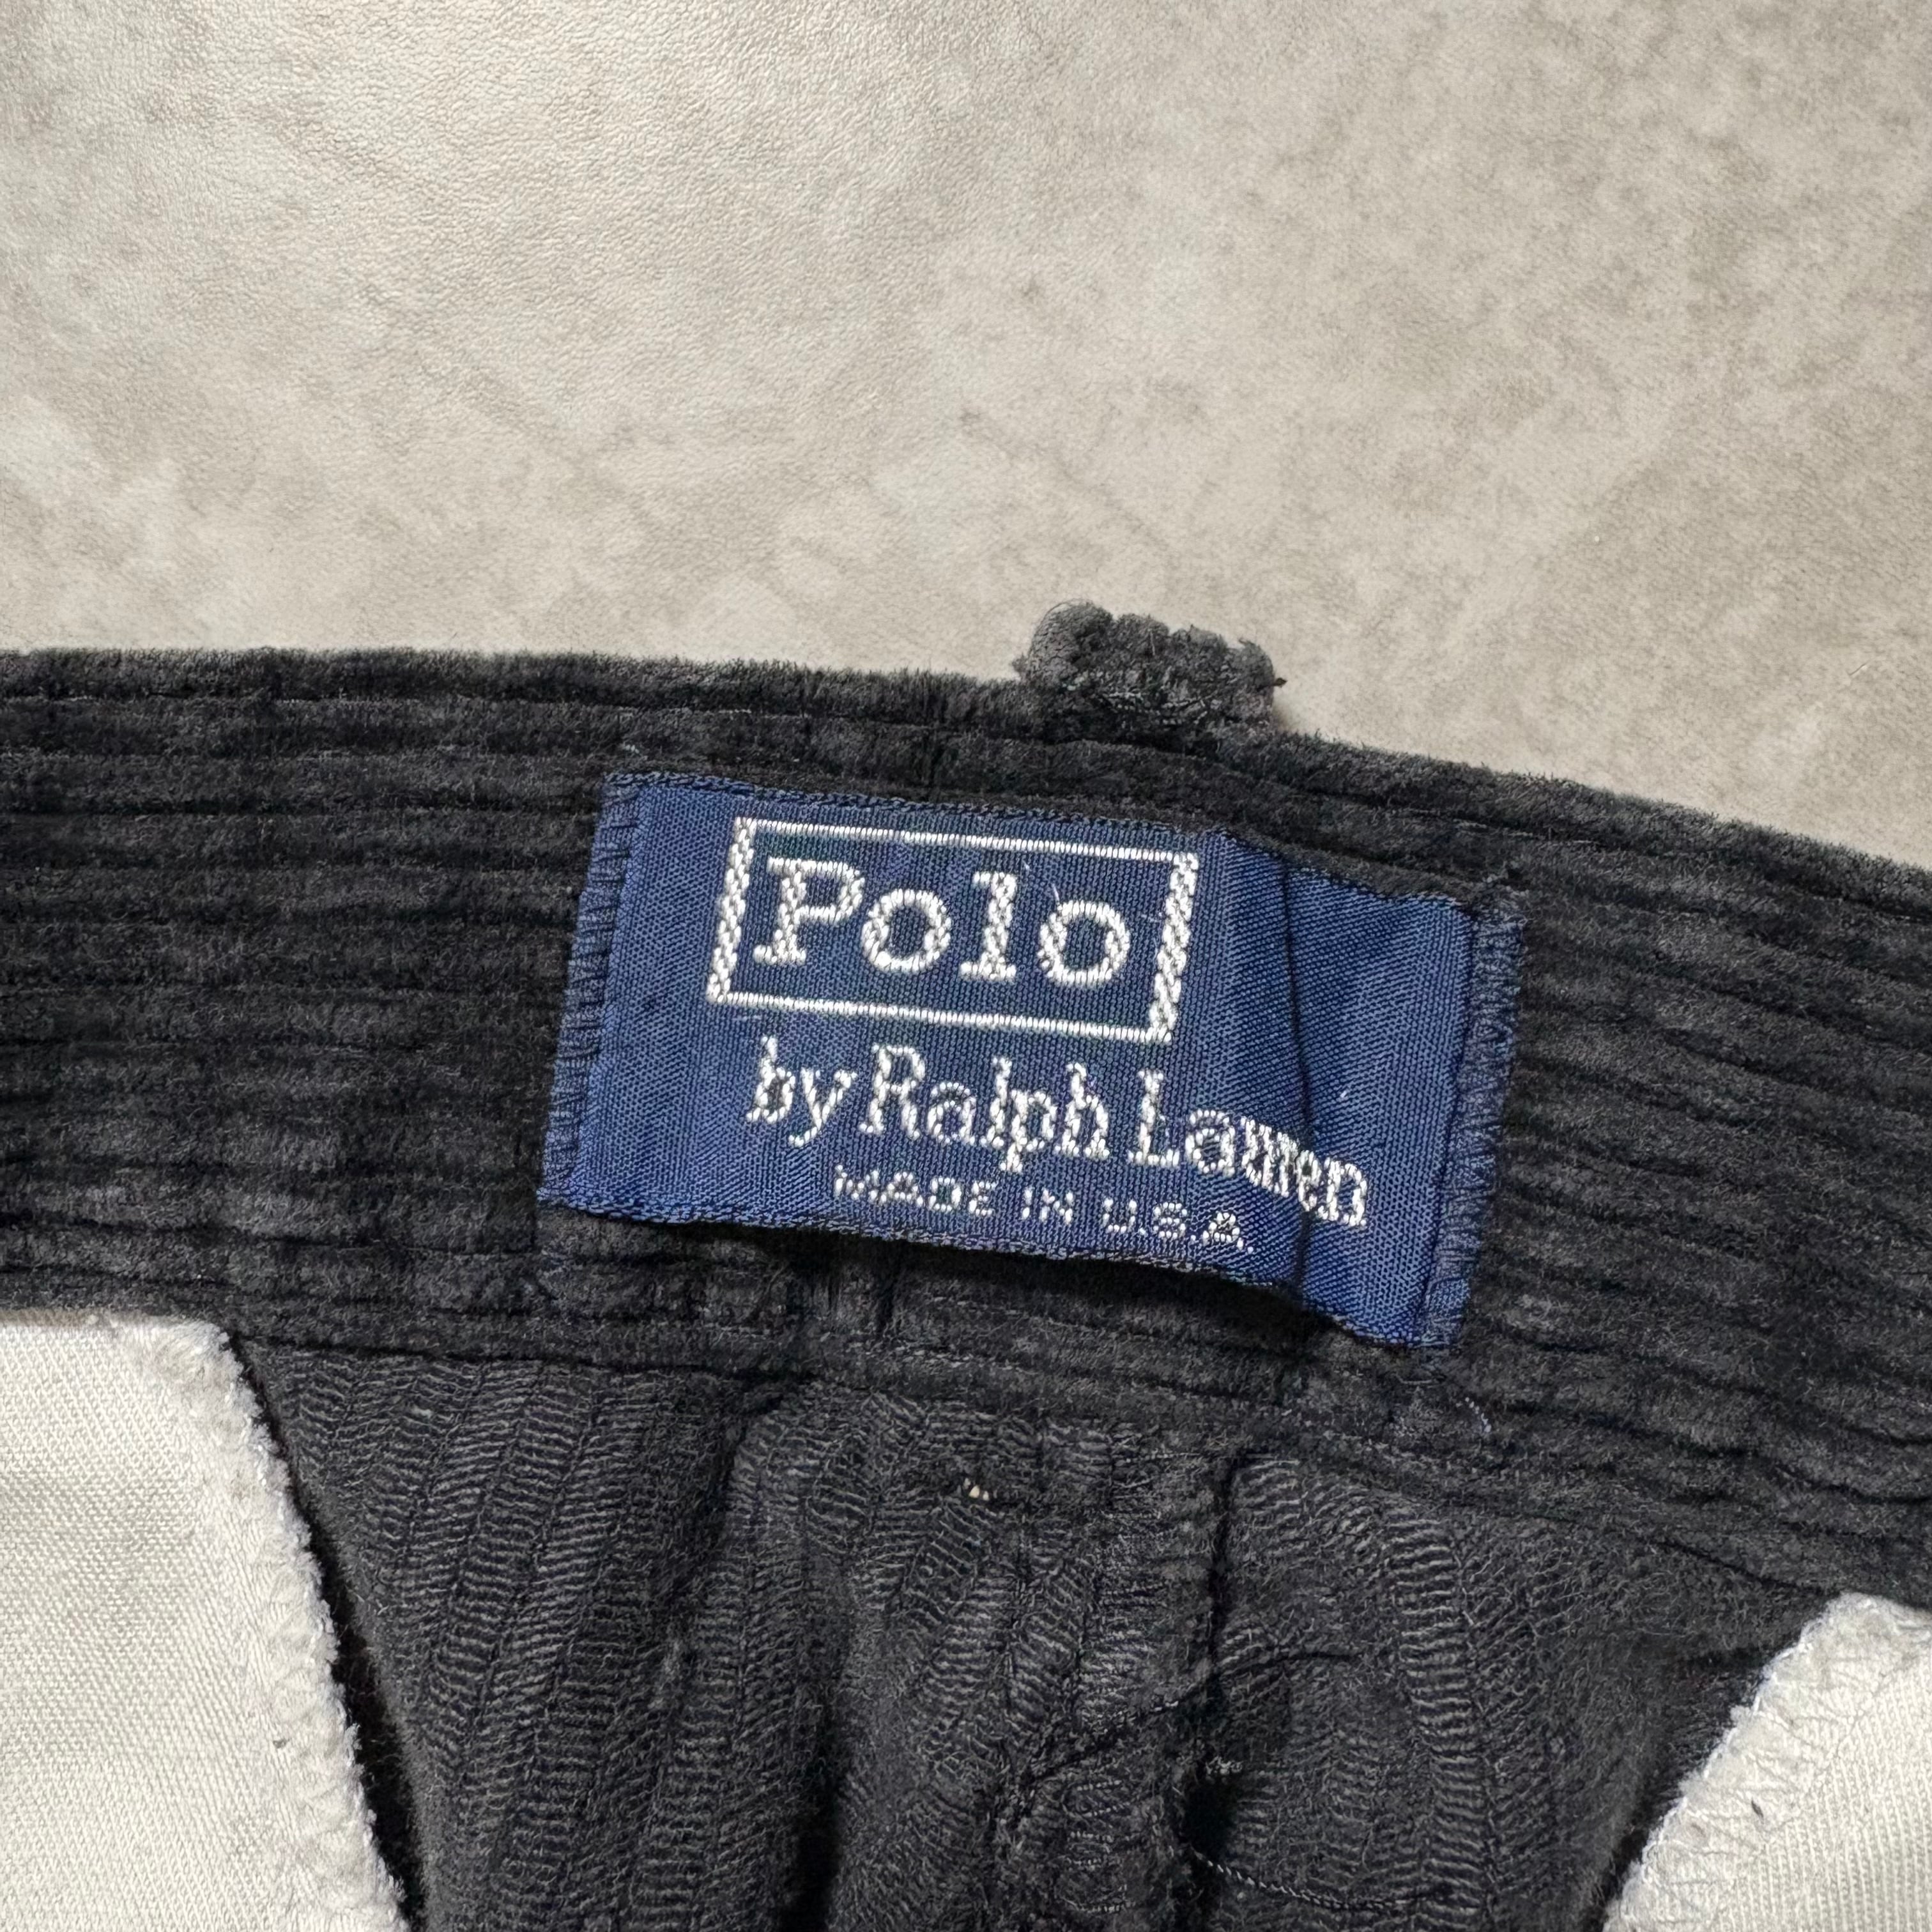 Polo
by Ralph Lauren
MADE IN U.S.A.